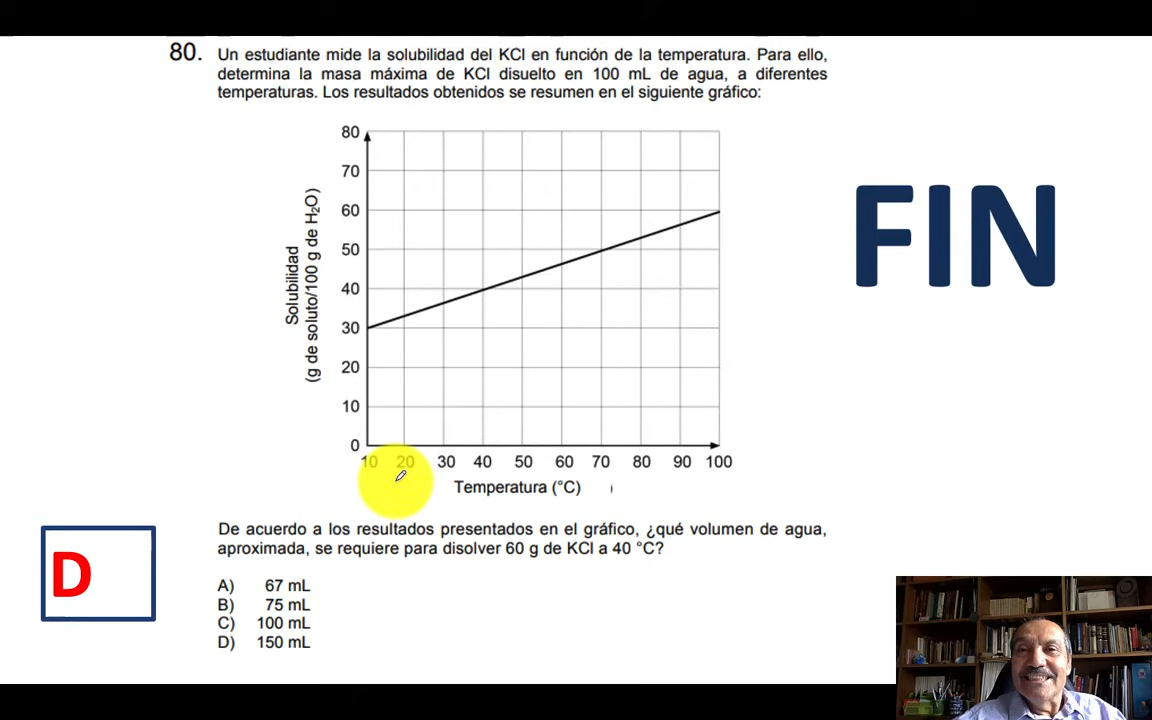 80. Un estudiante mide la solubilidad del KCl en función de la temperatura. Para ello,
determina la masa máxima de KCl disuelto en 100 mL de agua, a diferentes
temperaturas. Los resultados obtenidos se resumen en el siguiente gráfico:
80
70
60
50
40
30
20
10
0
Solubilidad
(g de soluto/100 g de H₂O)
10 20 30 40 50 60 70 80 90 100
Temperatura (°C)
FIN
De acuerdo a los resultados presentados en el gráfico, ¿qué volumen de agua,
aproximada, se requiere para disolver 60 g de KCl a 40 °C?
D
A) 67 mL
B) 75 mL
C) 100 mL
D) 150 mL